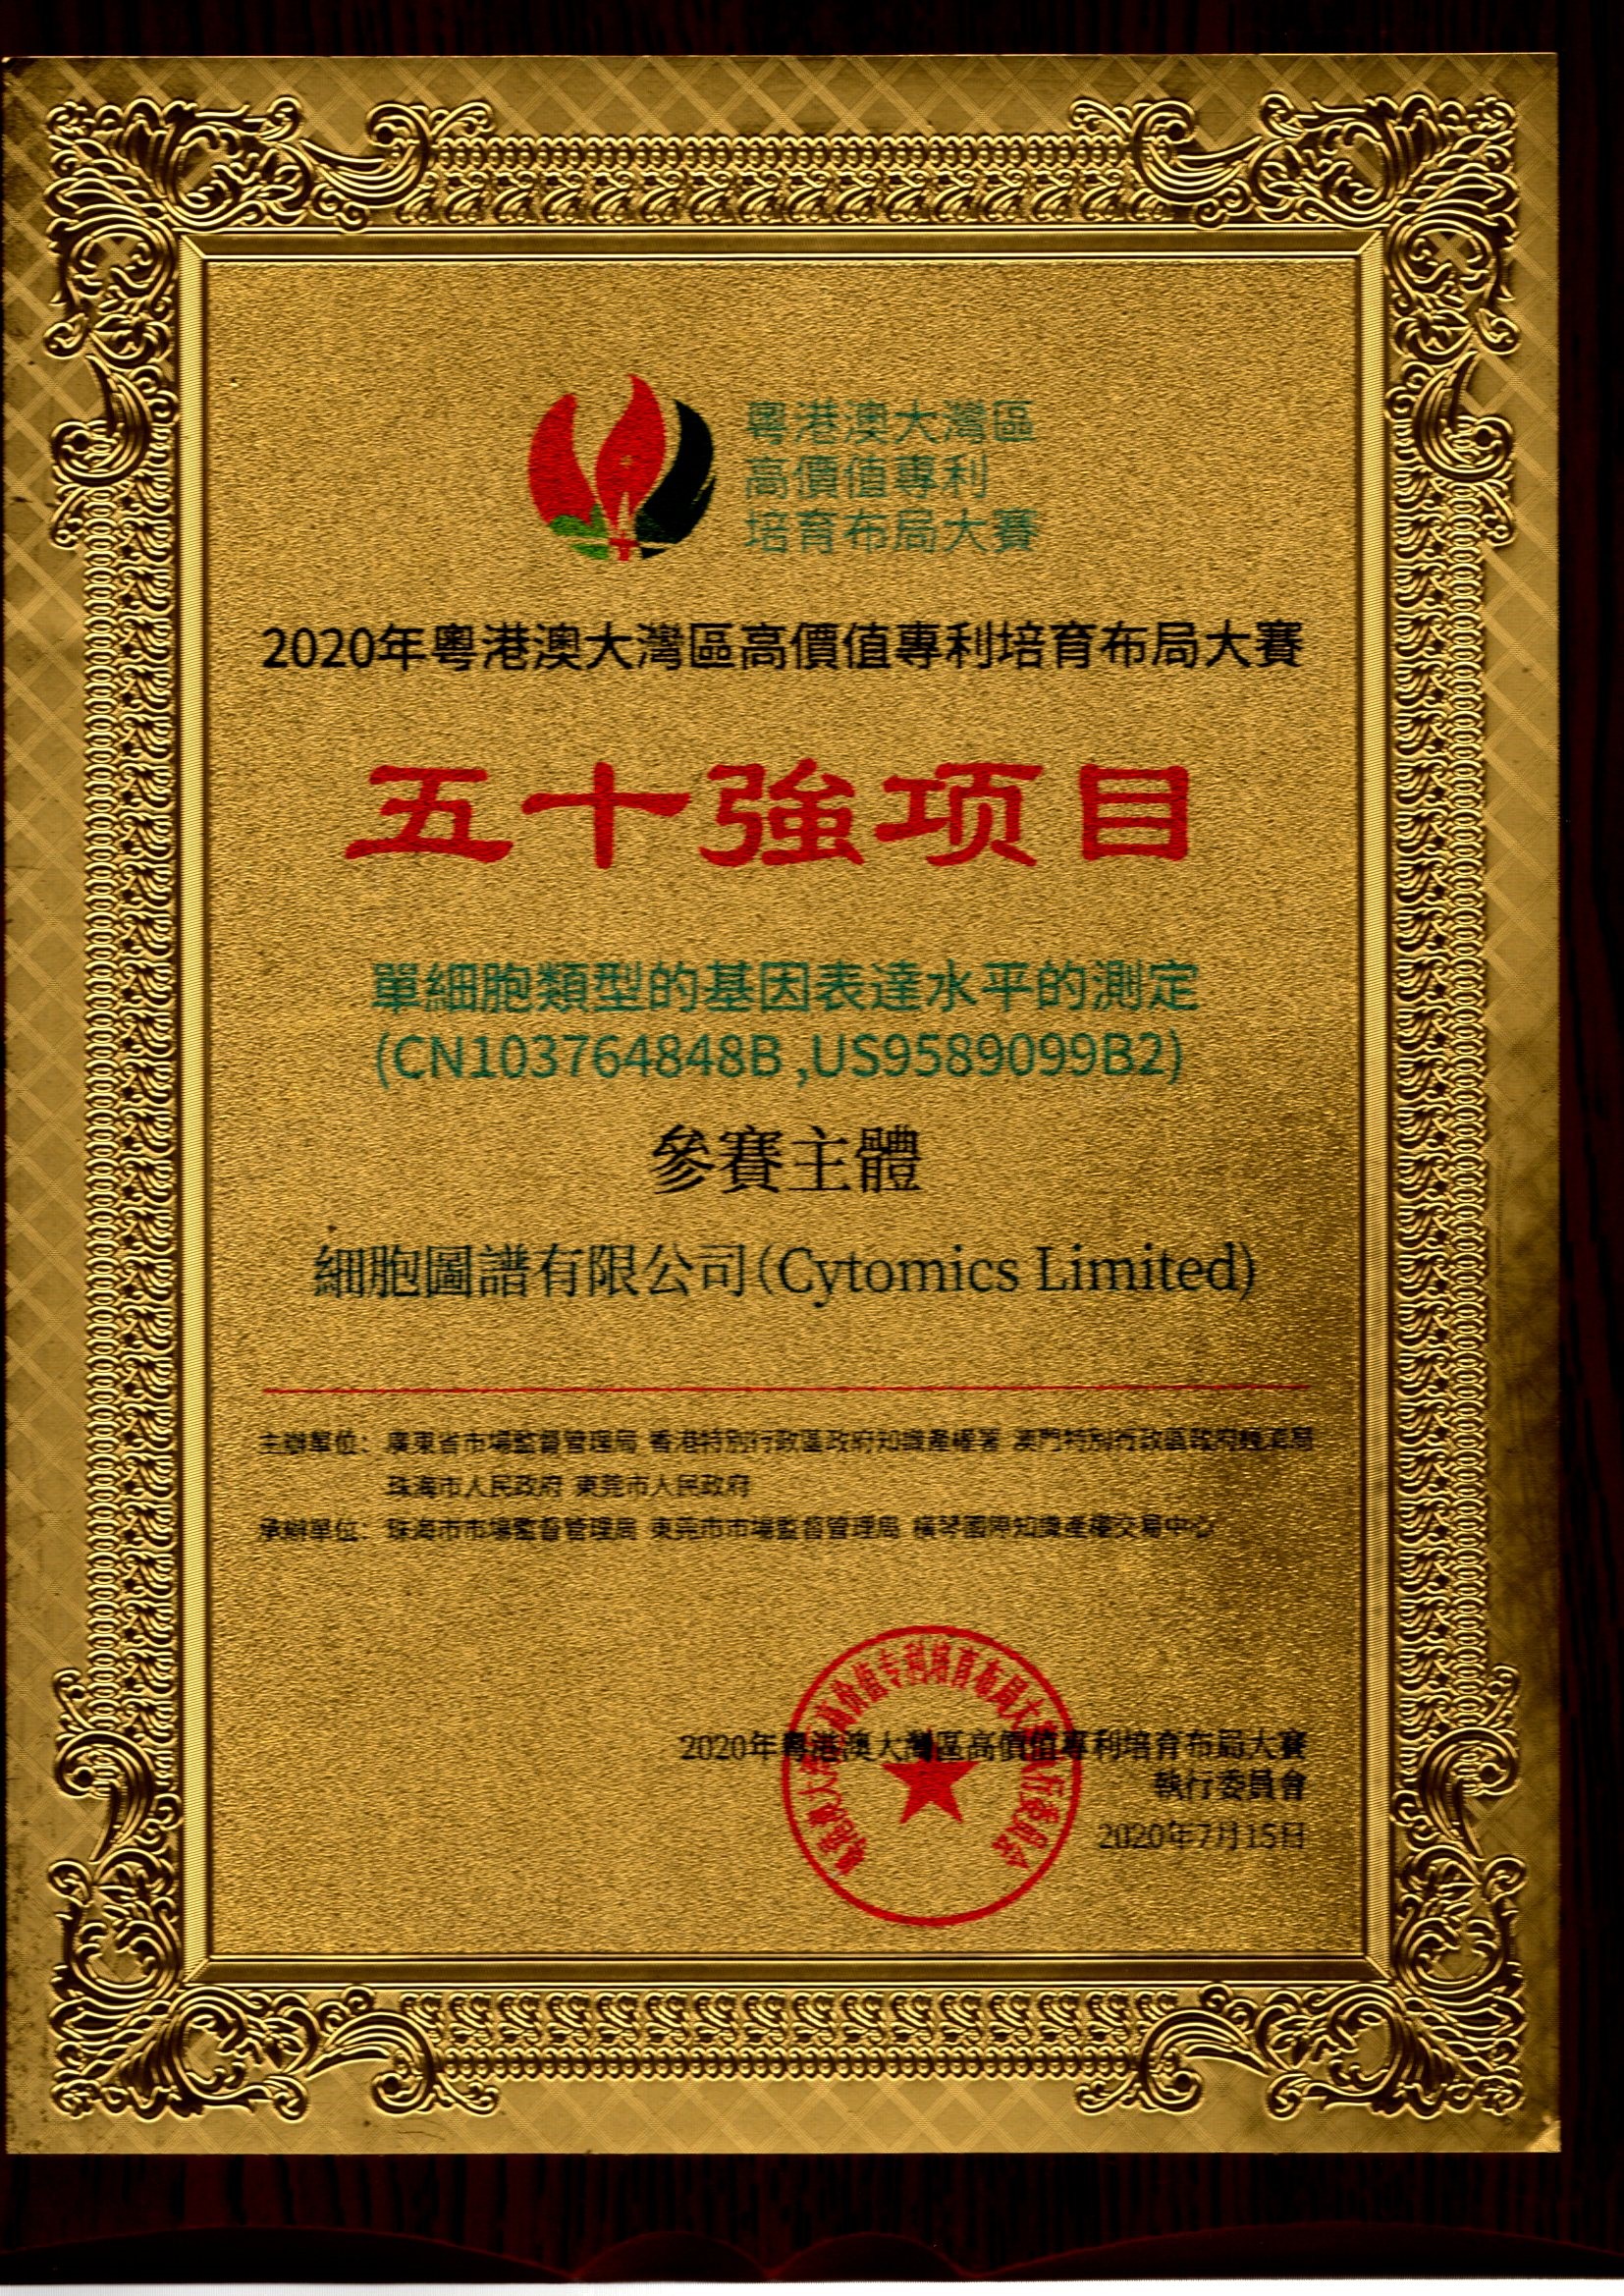 粵港澳大灣區
高價值專利
培育布局大賽
2020年粵港澳大灣區高價值專利培育布局大賽
五十強项目
單細胞類型的基因表達水平的測定
(CN103764848B ,US9589099B2)
參賽主體
細胞圖譜有限公司(Cytomics Limited)
主辦單位: 廣東省市場監督管理局 香港特別行政區政府知識產權署 澳門特別行政區政府經濟局
珠海市人民政府 東莞市人民政府
承辦單位: 珠海市市場監督管理局 東莞市市場監督管理局 橫琴國際知識產權交易中心
2020年粵港澳大灣區高價值專利培育布局大賽
執行委員會
2020年7月15日